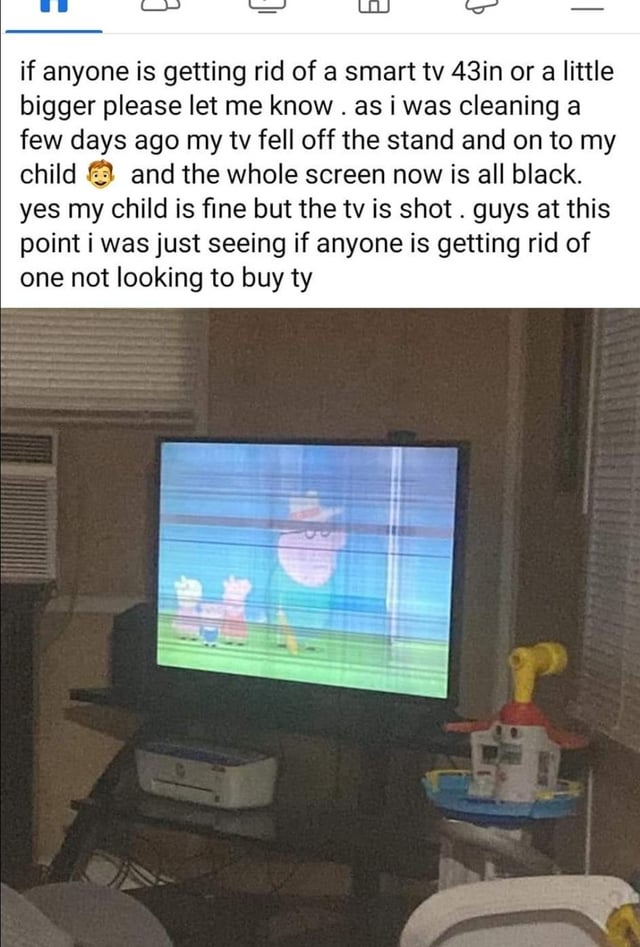 if anyone is getting rid of a smart tv 43in or a little
bigger please let me know . as i was cleaning a
few days ago my tv fell off the stand and on to my
child 👦 and the whole screen now is all black.
yes my child is fine but the tv is shot . guys at this
point i was just seeing if anyone is getting rid of
one not looking to buy ty